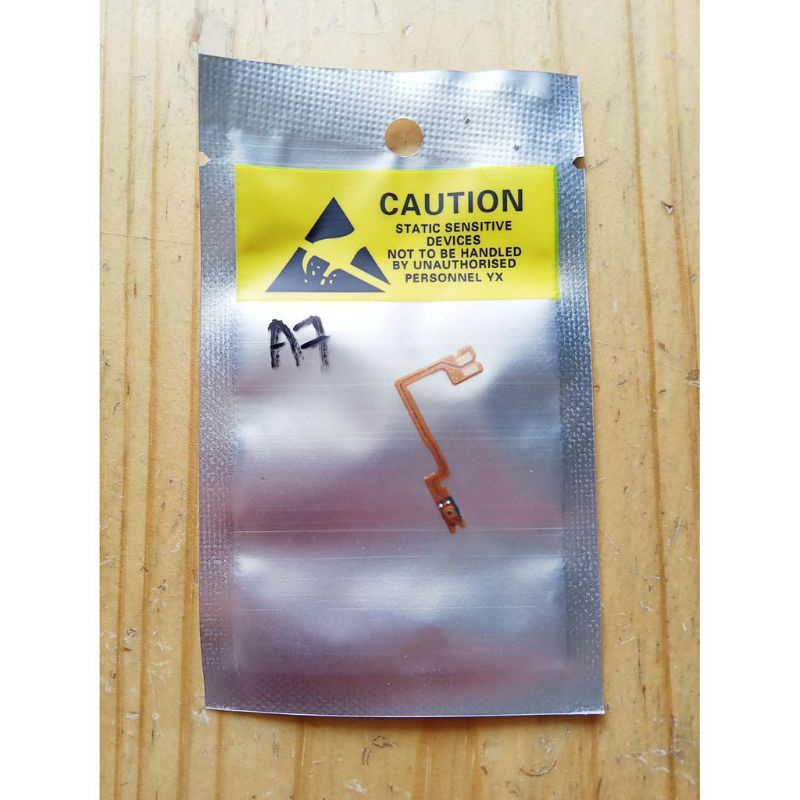 CAUTION
STATIC SENSITIVE
DEVICES
NOT TO BE HANDLED
BY UNAUTHORISED
PERSONNEL YX
A7